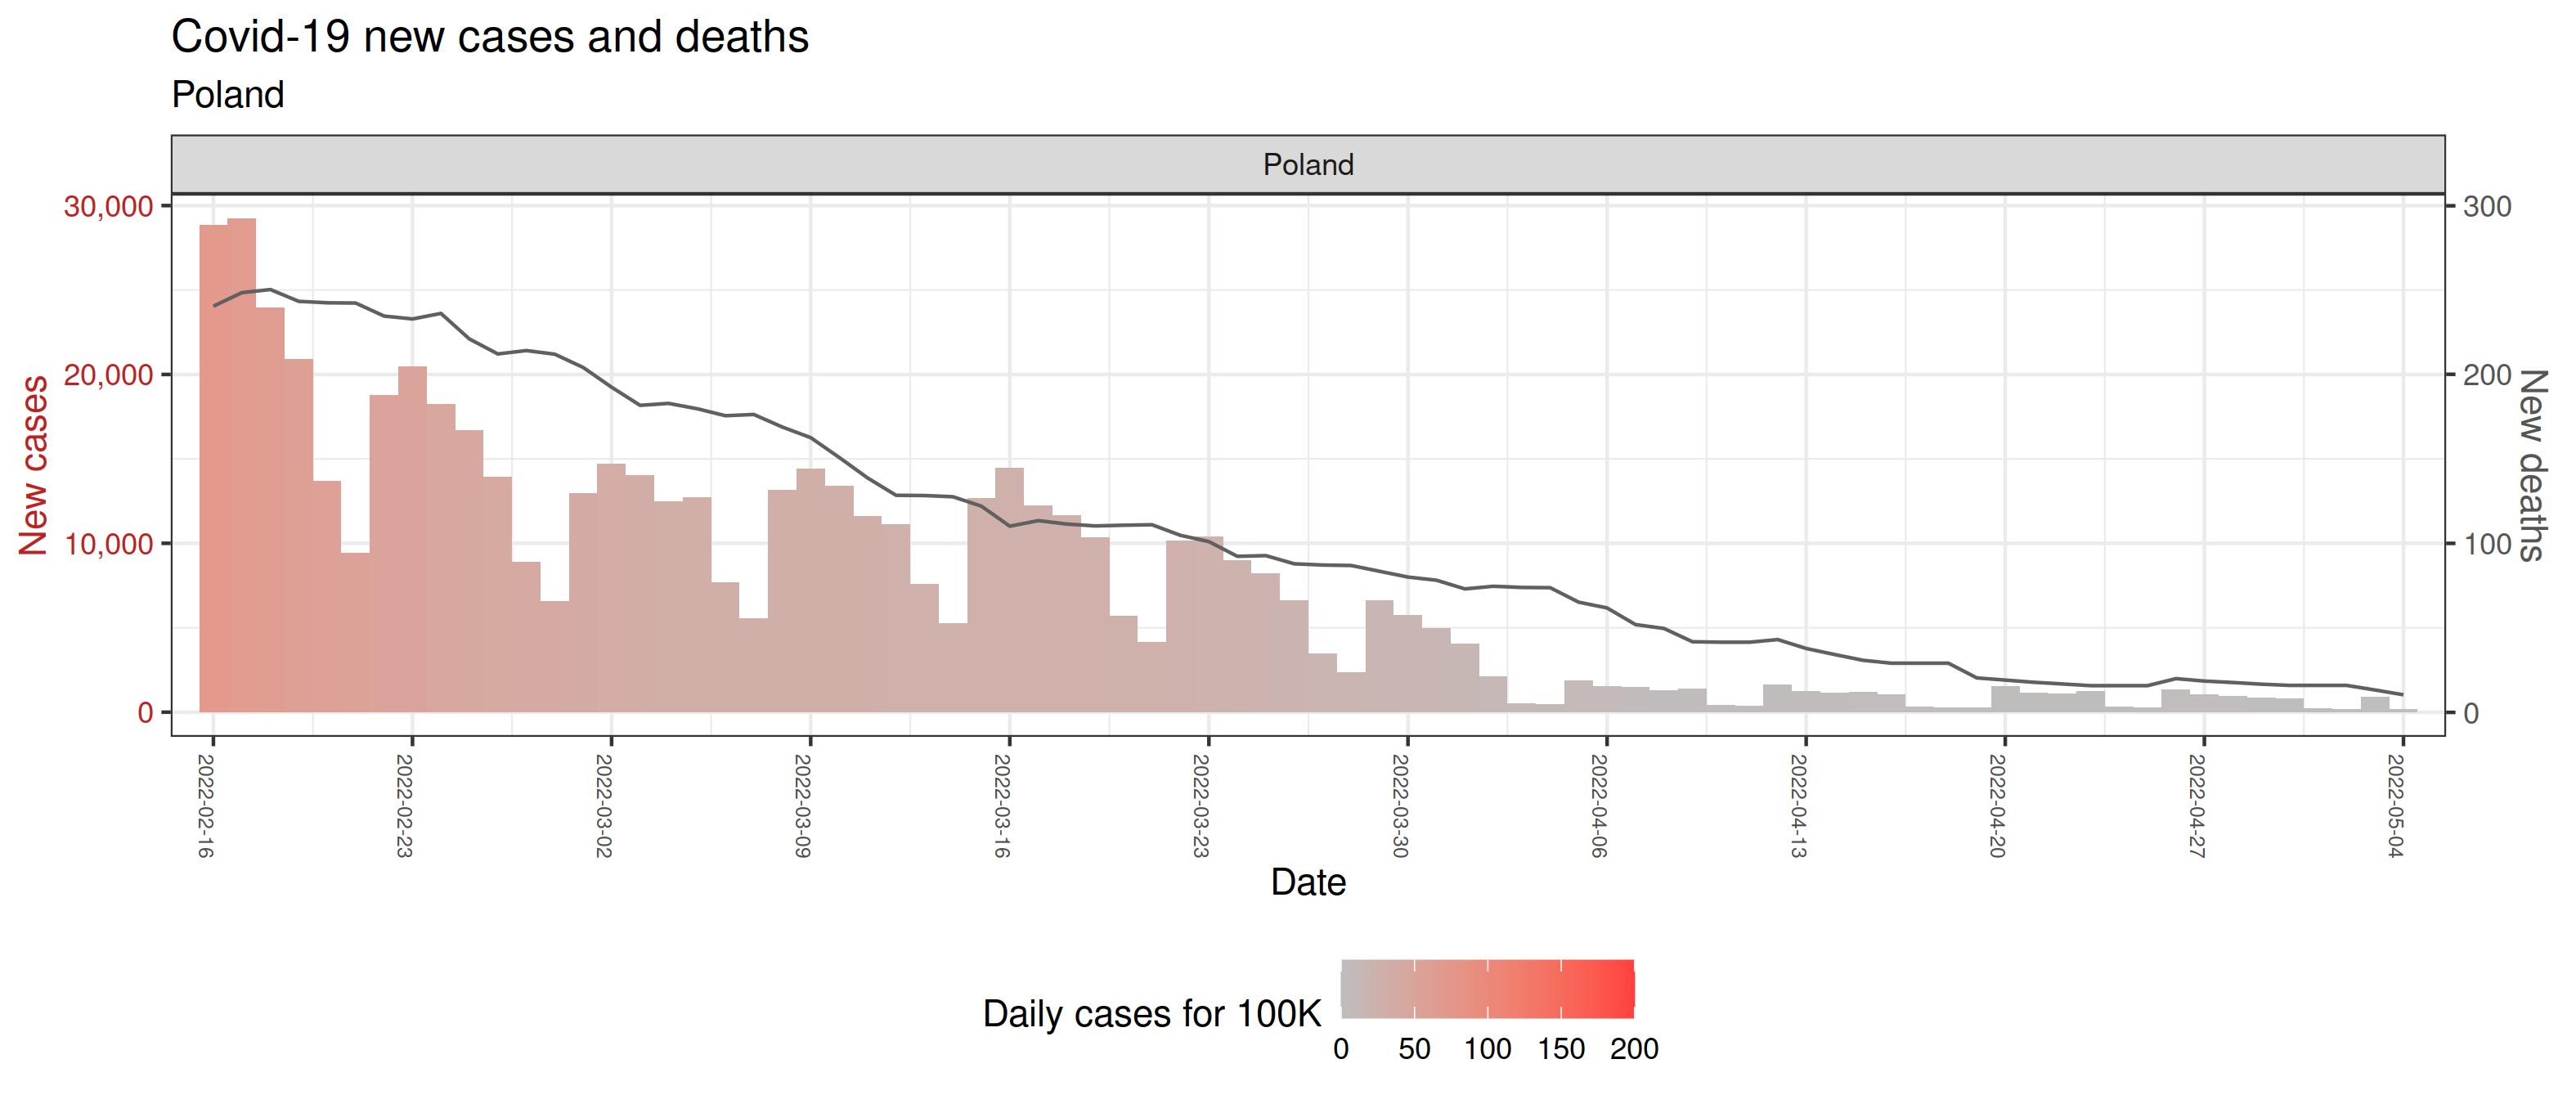 Covid-19 new cases and deaths
Poland
Poland
30,000
20,000
10,000
0
New cases
300
200
100
0
New deaths
2022-02-16
2022-02-23
2022-03-02
2022-03-09
2022-03-16
2022-03-23
2022-03-30
2022-04-06
2022-04-13
2022-04-20
2022-04-27
2022-05-04
Date
Daily cases for 100K
0 50 100 150 200